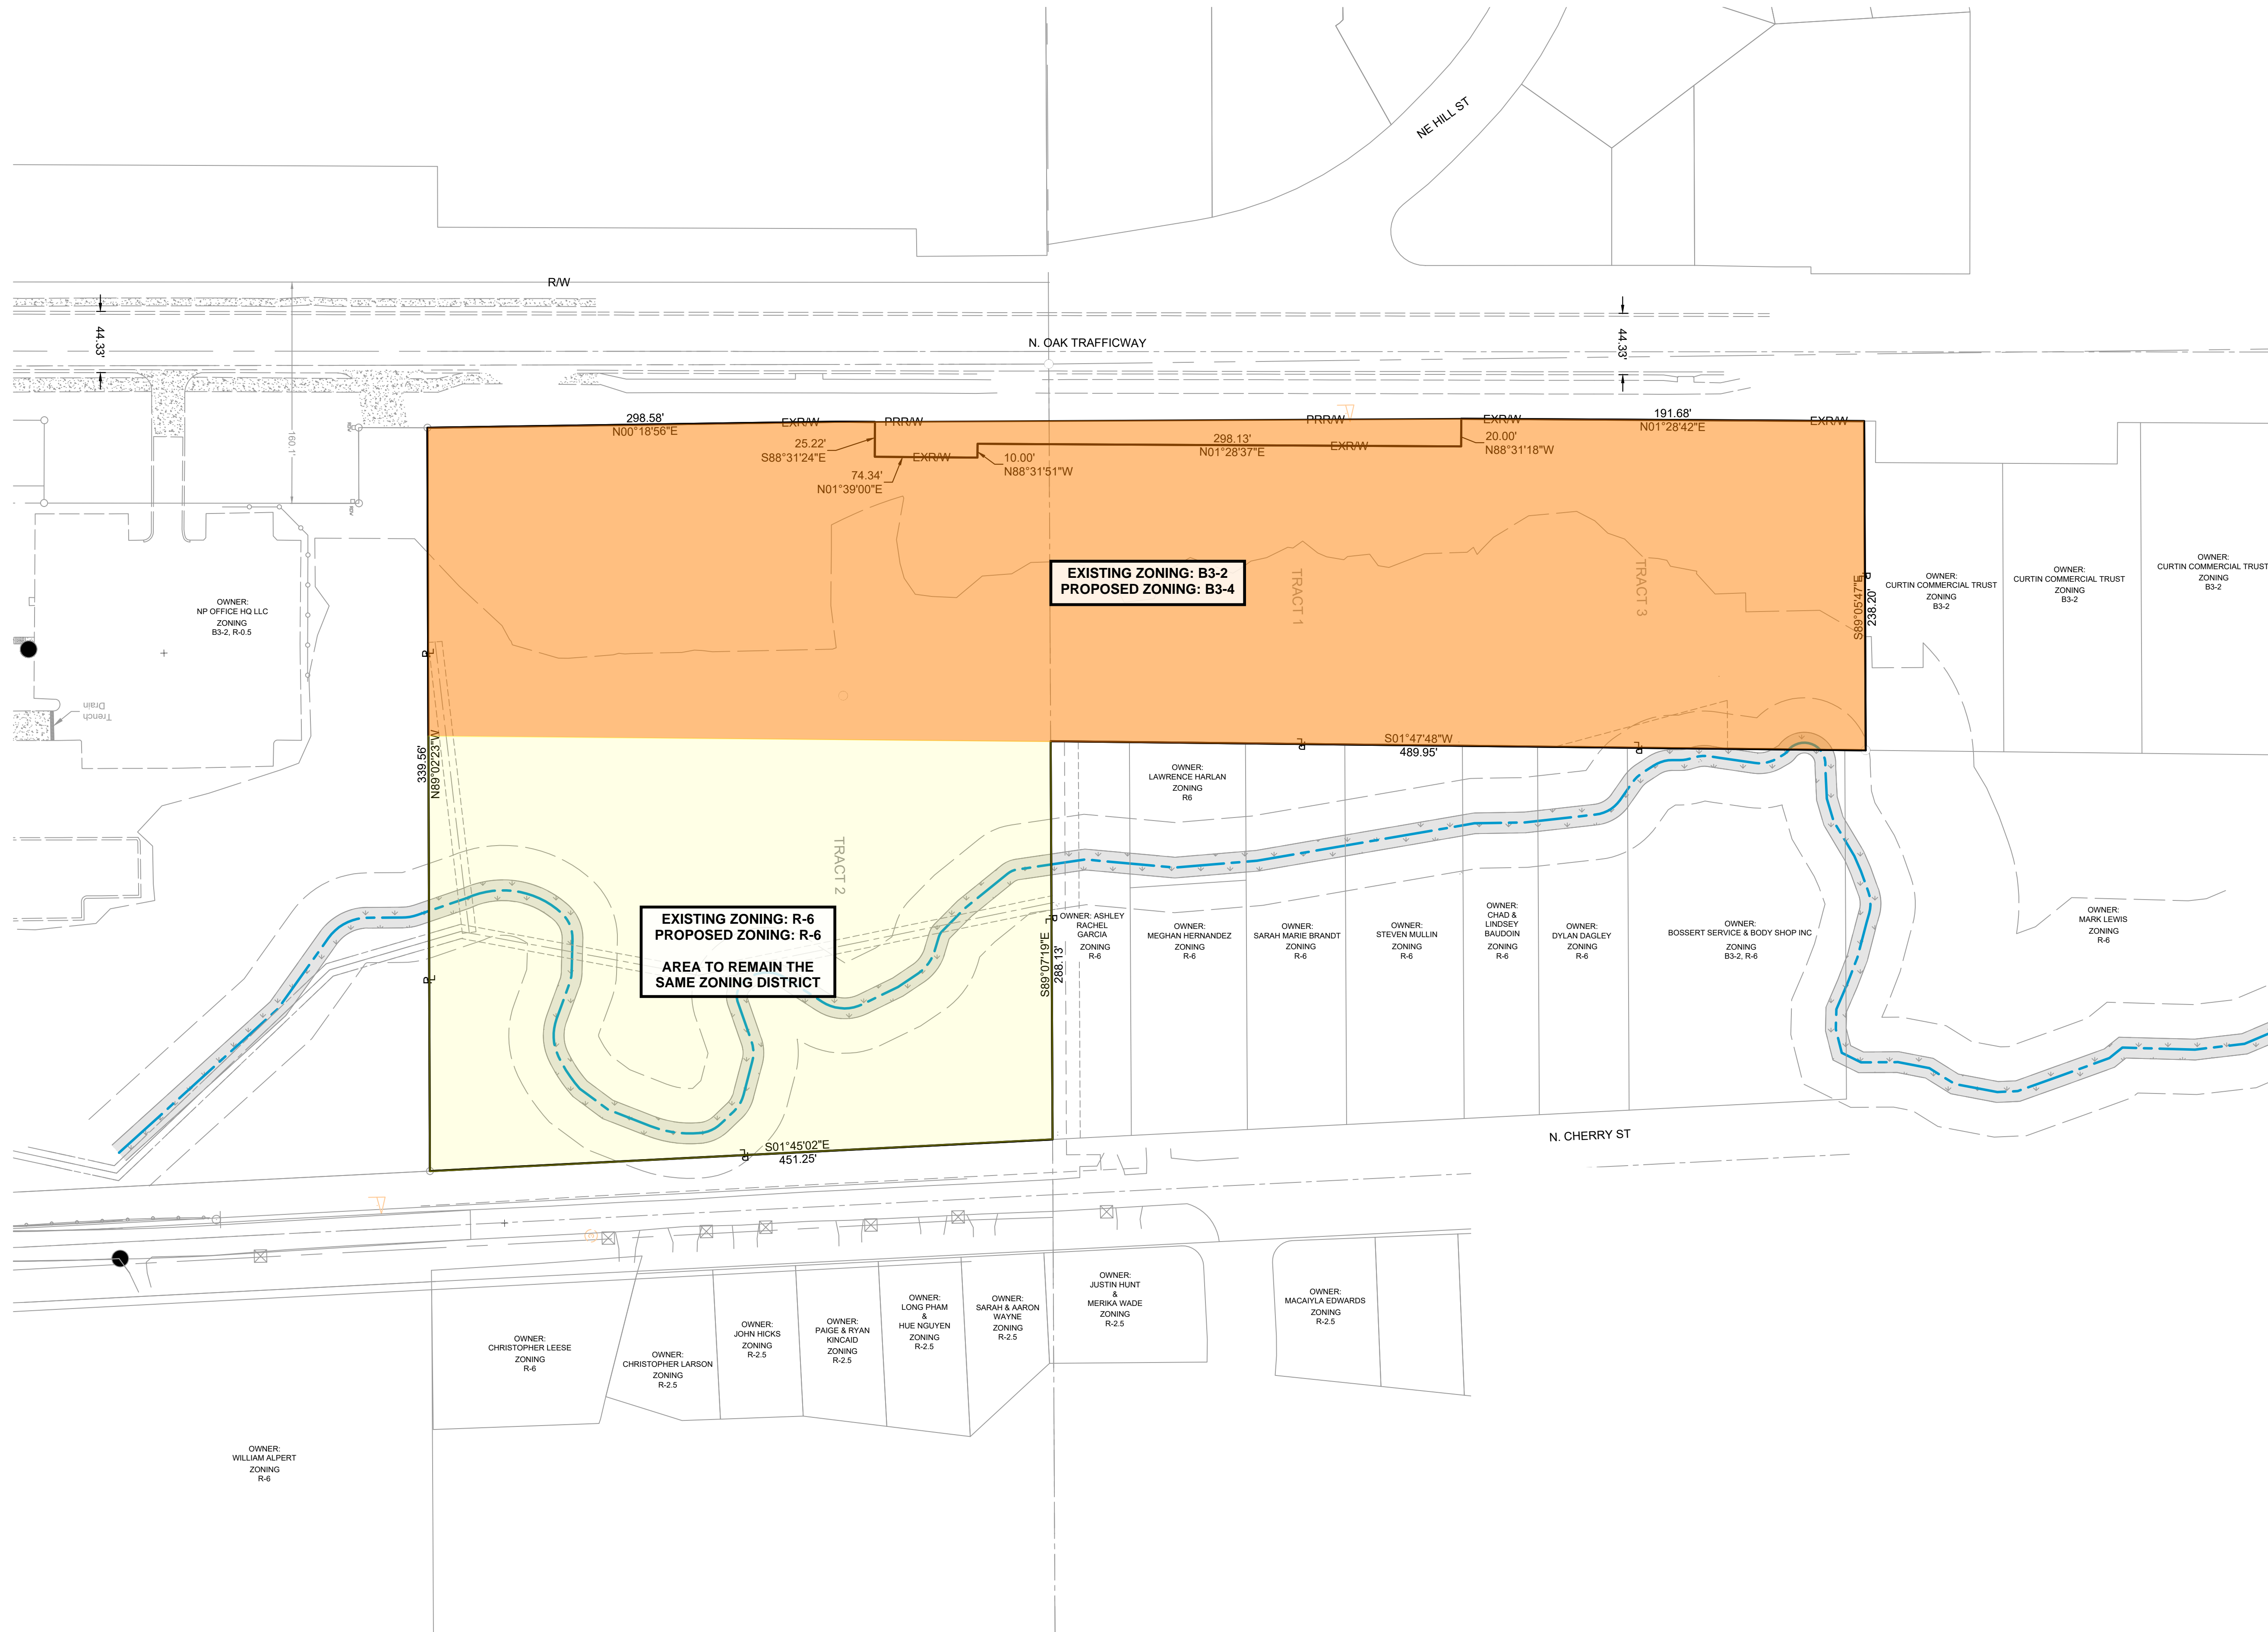 NE HILL ST
R/W
44.33'
44.33'
N. OAK TRAFFICWAY
160.1'
298.58'
N00°18'56"E
EXR/W
PRR/W
25.22'
S88°31'24"E
EXR/W
74.34'
N01°39'00"E
10.00'
N88°31'51"W
298.13'
N01°28'37"E
PRR/W
EXR/W
EXR/W
20.00'
N88°31'18"W
191.68'
N01°28'42"E
EXR/W
EXISTING ZONING: B3-2
PROPOSED ZONING: B3-4
TRACT 1
TRACT 3
S89°05'47"E
238.20'
OWNER:
CURTIN COMMERCIAL TRUST
ZONING
B3-2
OWNER:
CURTIN COMMERCIAL TRUST
ZONING
B3-2
OWNER:
CURTIN COMMERCIAL TRUST
ZONING
B3-2
OWNER:
NP OFFICE HQ LLC
ZONING
B3-2, R-0.5
Trench
Drain
339.56'
N89°02'23"W
S01°47'48"W
489.95'
OWNER:
LAWRENCE HARLAN
ZONING
R6
TRACT 2
EXISTING ZONING: R-6
PROPOSED ZONING: R-6
AREA TO REMAIN THE
SAME ZONING DISTRICT
S89°07'19"E
288.13'
OWNER: ASHLEY
RACHEL
GARCIA
ZONING
R-6
OWNER:
MEGHAN HERNANDEZ
ZONING
R-6
OWNER:
SARAH MARIE BRANDT
ZONING
R-6
OWNER:
STEVEN MULLIN
ZONING
R-6
OWNER:
CHAD &
LINDSEY
BAUDOIN
ZONING
R-6
OWNER:
DYLAN DAGLEY
ZONING
R-6
OWNER:
BOSSERT SERVICE & BODY SHOP INC
ZONING
B3-2, R-6
OWNER:
MARK LEWIS
ZONING
R-6
S01°45'02"E
451.25'
N. CHERRY ST
OWNER:
CHRISTOPHER LEESE
ZONING
R-6
OWNER:
CHRISTOPHER LARSON
ZONING
R-2.5
OWNER:
JOHN HICKS
ZONING
R-2.5
OWNER:
PAIGE & RYAN
KINCAID
ZONING
R-2.5
OWNER:
LONG PHAM
&
HUE NGUYEN
ZONING
R-2.5
OWNER:
SARAH & AARON
WAYNE
ZONING
R-2.5
OWNER:
JUSTIN HUNT
&
MERIKA WADE
ZONING
R-2.5
OWNER:
MACAIYLA EDWARDS
ZONING
R-2.5
OWNER:
WILLIAM ALPERT
ZONING
R-6